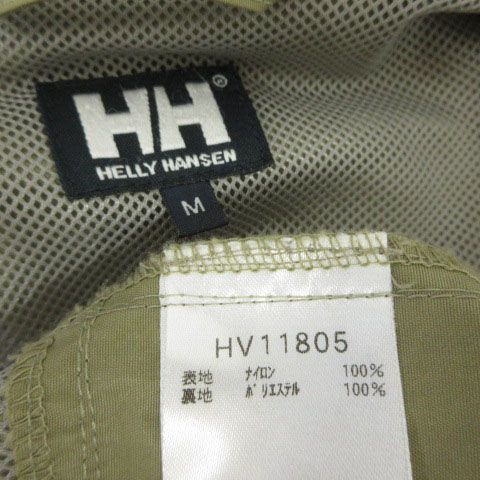 HH®
HELLY HANSEN
M
HV11805
表地 ナイロン 100%
裏地 ポリエステル 100%